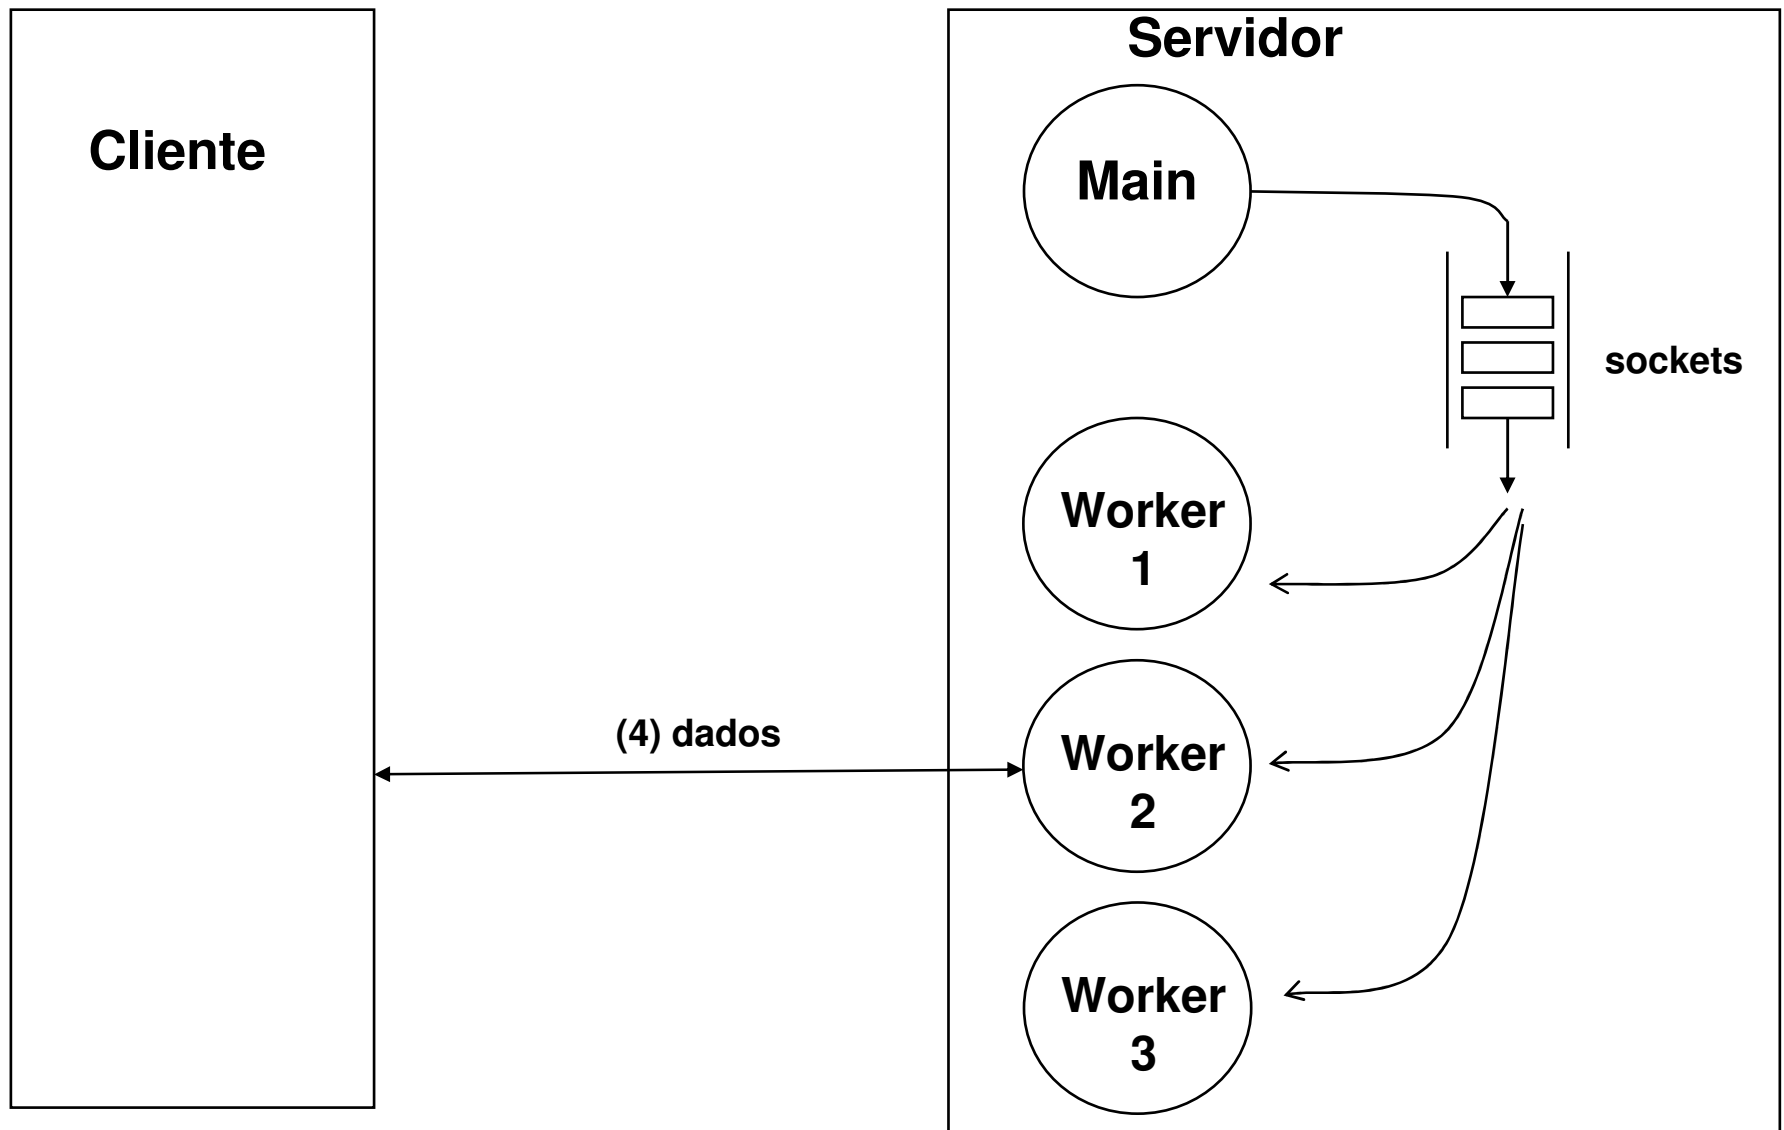 Servidor
Cliente
Main
sockets
Worker
1
(4) dados
Worker
2
Worker
3